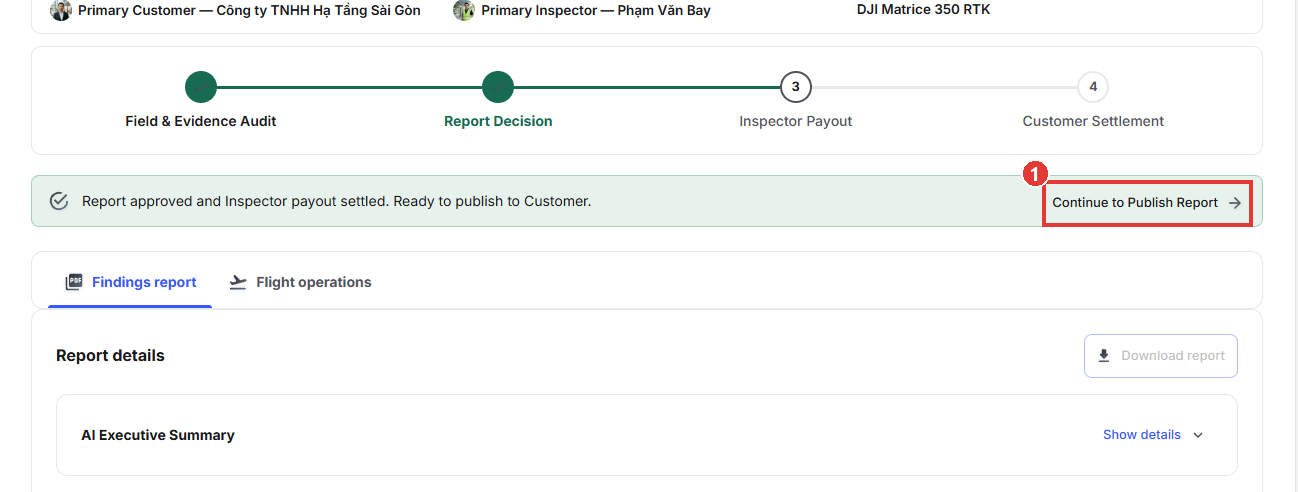 Primary Customer — Công ty TNHH Hạ Tầng Sài Gòn
Primary Inspector — Phạm Văn Bay
DJI Matrice 350 RTK
3
4
Field & Evidence Audit
Report Decision
Inspector Payout
Customer Settlement
1
Report approved and Inspector payout settled. Ready to publish to Customer.
Continue to Publish Report
PDF
Findings report
Flight operations
Report details
Download report
AI Executive Summary
Show details